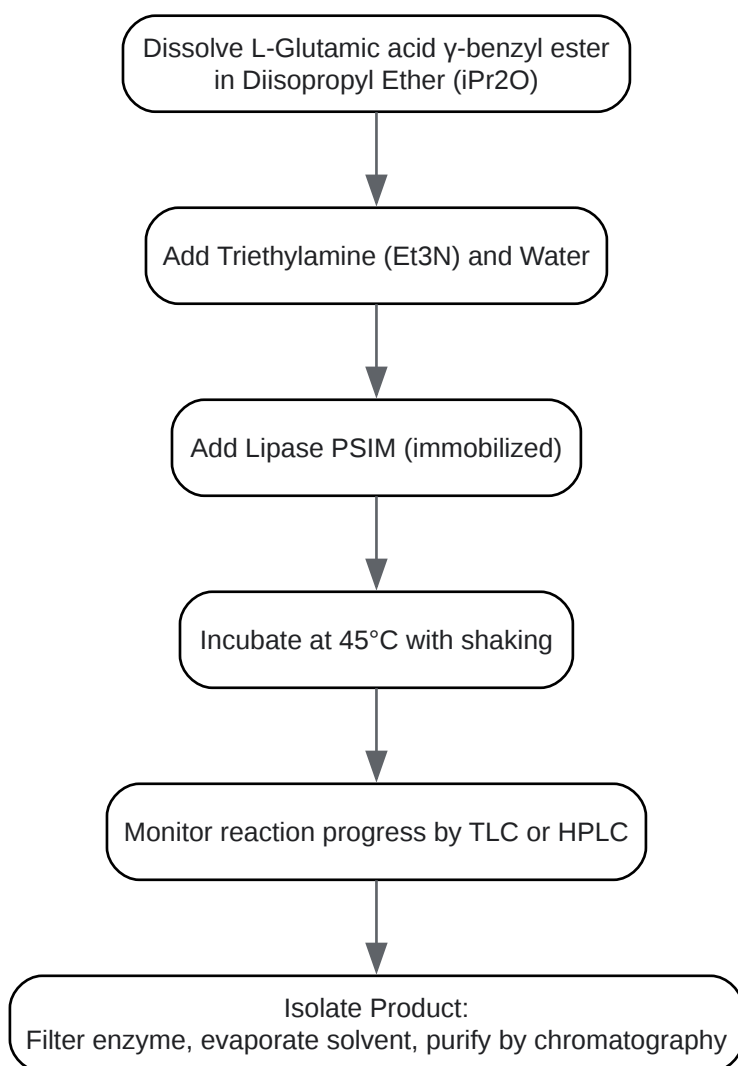 Dissolve L-Glutamic acid γ-benzyl ester
in Diisopropyl Ether (iPr2O)
Add Triethylamine (Et3N) and Water
Add Lipase PSIM (immobilized)
Incubate at 45°C with shaking
Monitor reaction progress by TLC or HPLC
Isolate Product:
Filter enzyme, evaporate solvent, purify by chromatography